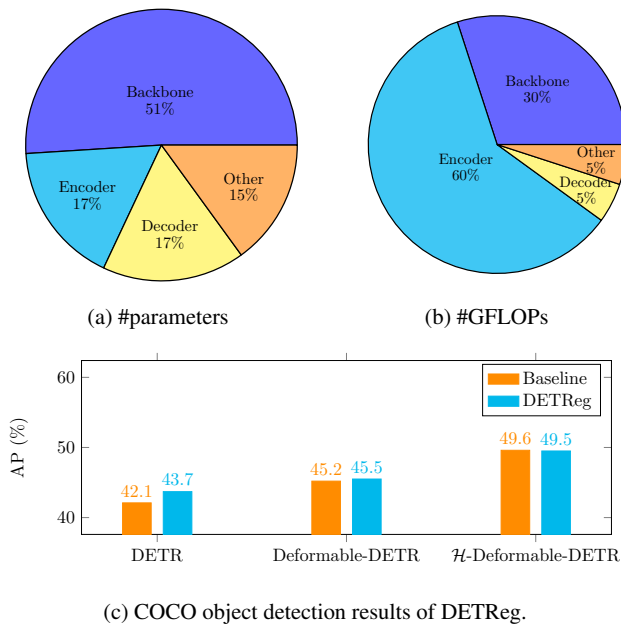 Backbone
51%
Encoder
17%
Decoder
17%
Other
15%
(a) #parameters
Backbone
30%
Encoder
60%
Other
5%
Decoder
5%
(b) #GFLOPs
AP (%)
60
50
40
Baseline
DETReg
42.1
43.7
45.2
45.5
49.6
49.5
DETR
Deformable-DETR
ℋ-Deformable-DETR
(c) COCO object detection results of DETReg.